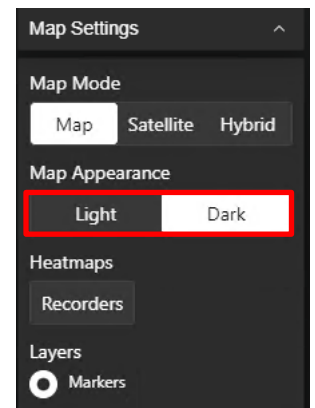 Map Settings
Map Mode
Map Satellite Hybrid
Map Appearance
Light Dark
Heatmaps
Recorders
Layers
Markers